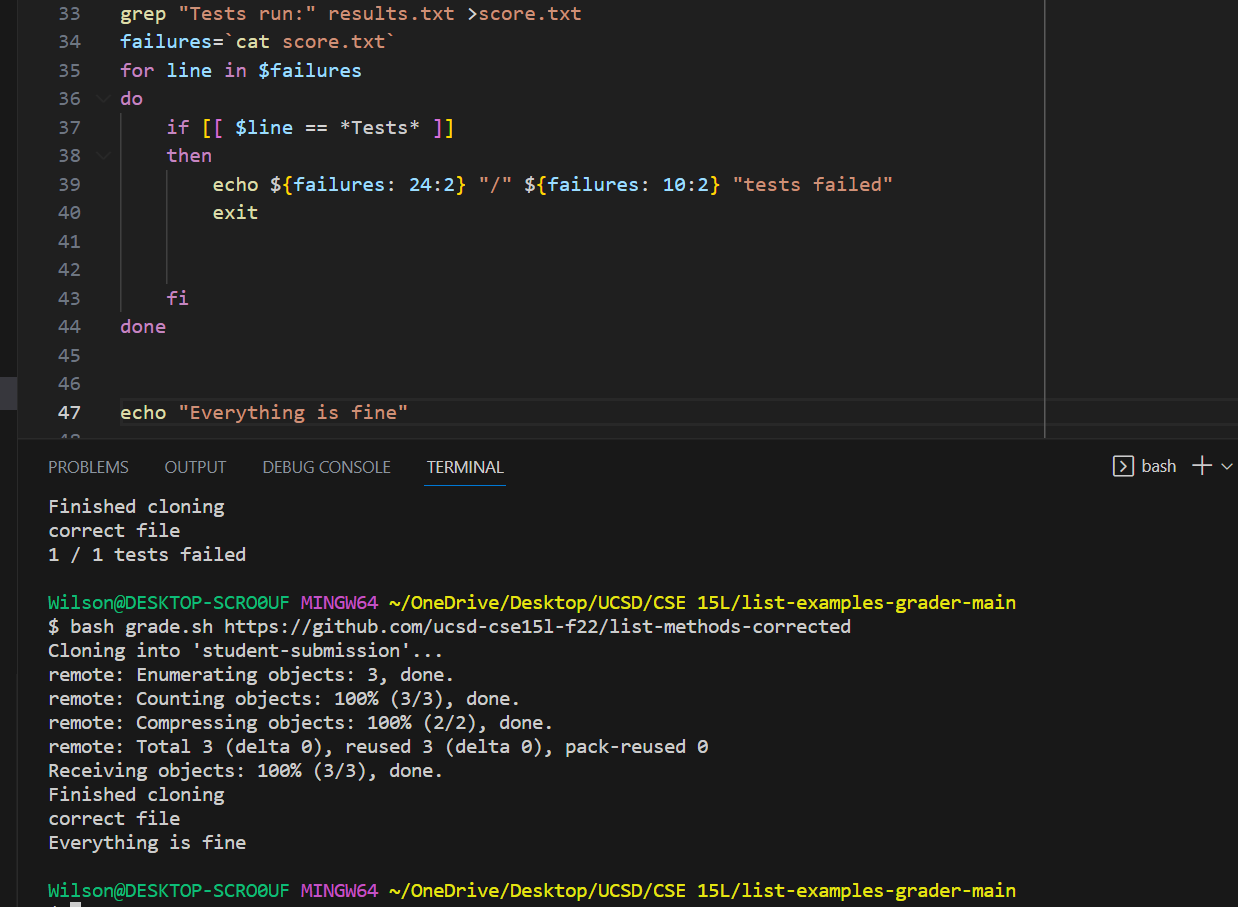 33 grep "Tests run:" results.txt >score.txt
34 failures=`cat score.txt`
35 for line in $failures
36 do
37 if [[ $line == *Tests* ]]
38 then
39 echo ${failures: 24:2} "/" ${failures: 10:2} "tests failed"
40 exit
41
42
43 fi
44 done
45
46
47 echo "Everything is fine"
PROBLEMS OUTPUT DEBUG CONSOLE TERMINAL bash
Finished cloning
correct file
1 / 1 tests failed
Wilson@DESKTOP-SCRO0UF MINGW64 ~/OneDrive/Desktop/UCSD/CSE 15L/list-examples-grader-main
$ bash grade.sh https://github.com/ucsd-cse15l-f22/list-methods-corrected
Cloning into 'student-submission'...
remote: Enumerating objects: 3, done.
remote: Counting objects: 100% (3/3), done.
remote: Compressing objects: 100% (2/2), done.
remote: Total 3 (delta 0), reused 3 (delta 0), pack-reused 0
Receiving objects: 100% (3/3), done.
Finished cloning
correct file
Everything is fine
Wilson@DESKTOP-SCRO0UF MINGW64 ~/OneDrive/Desktop/UCSD/CSE 15L/list-examples-grader-main